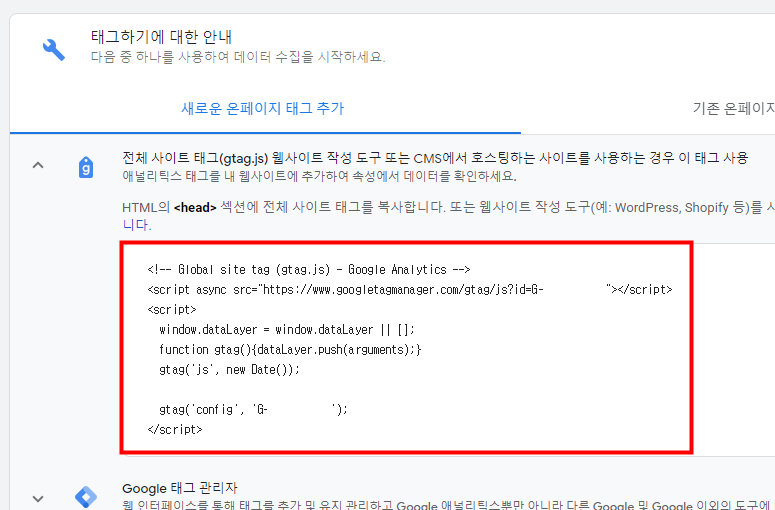 태그하기에 대한 안내
다음 중 하나를 사용하여 데이터 수집을 시작하세요.
새로운 온페이지 태그 추가
기존 온페이지
전체 사이트 태그(gtag.js) 웹사이트 작성 도구 또는 CMS에서 호스팅하는 사이트를 사용하는 경우 이 태그 사용
애널리틱스 태그를 내 웹사이트에 추가하여 속성에서 데이터를 확인하세요.
HTML의 <head> 섹션에 전체 사이트 태그를 복사합니다. 또는 웹사이트 작성 도구(예: WordPress, Shopify 등)를 사
니다.
<!-- Global site tag (gtag.js) - Google Analytics -->
<script async src="https://www.googletagmanager.com/gtag/js?id=G-          "></script>
<script>
  window.dataLayer = window.dataLayer || [];
  function gtag(){dataLayer.push(arguments);}
  gtag('js', new Date());
  gtag('config', 'G-          ');
</script>
Google 태그 관리자
웹 인터페이스를 통해 태그를 추가 및 유지 관리하고 Google 애널리틱스뿐만 아니라 다른 Google 및 Google 이외의 도구에